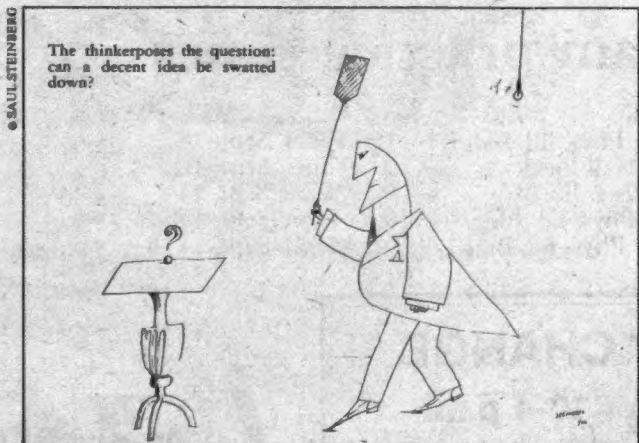 © SAUL STEINBERG
The thinkerposes the question:
can a decent idea be swatted
down?
?